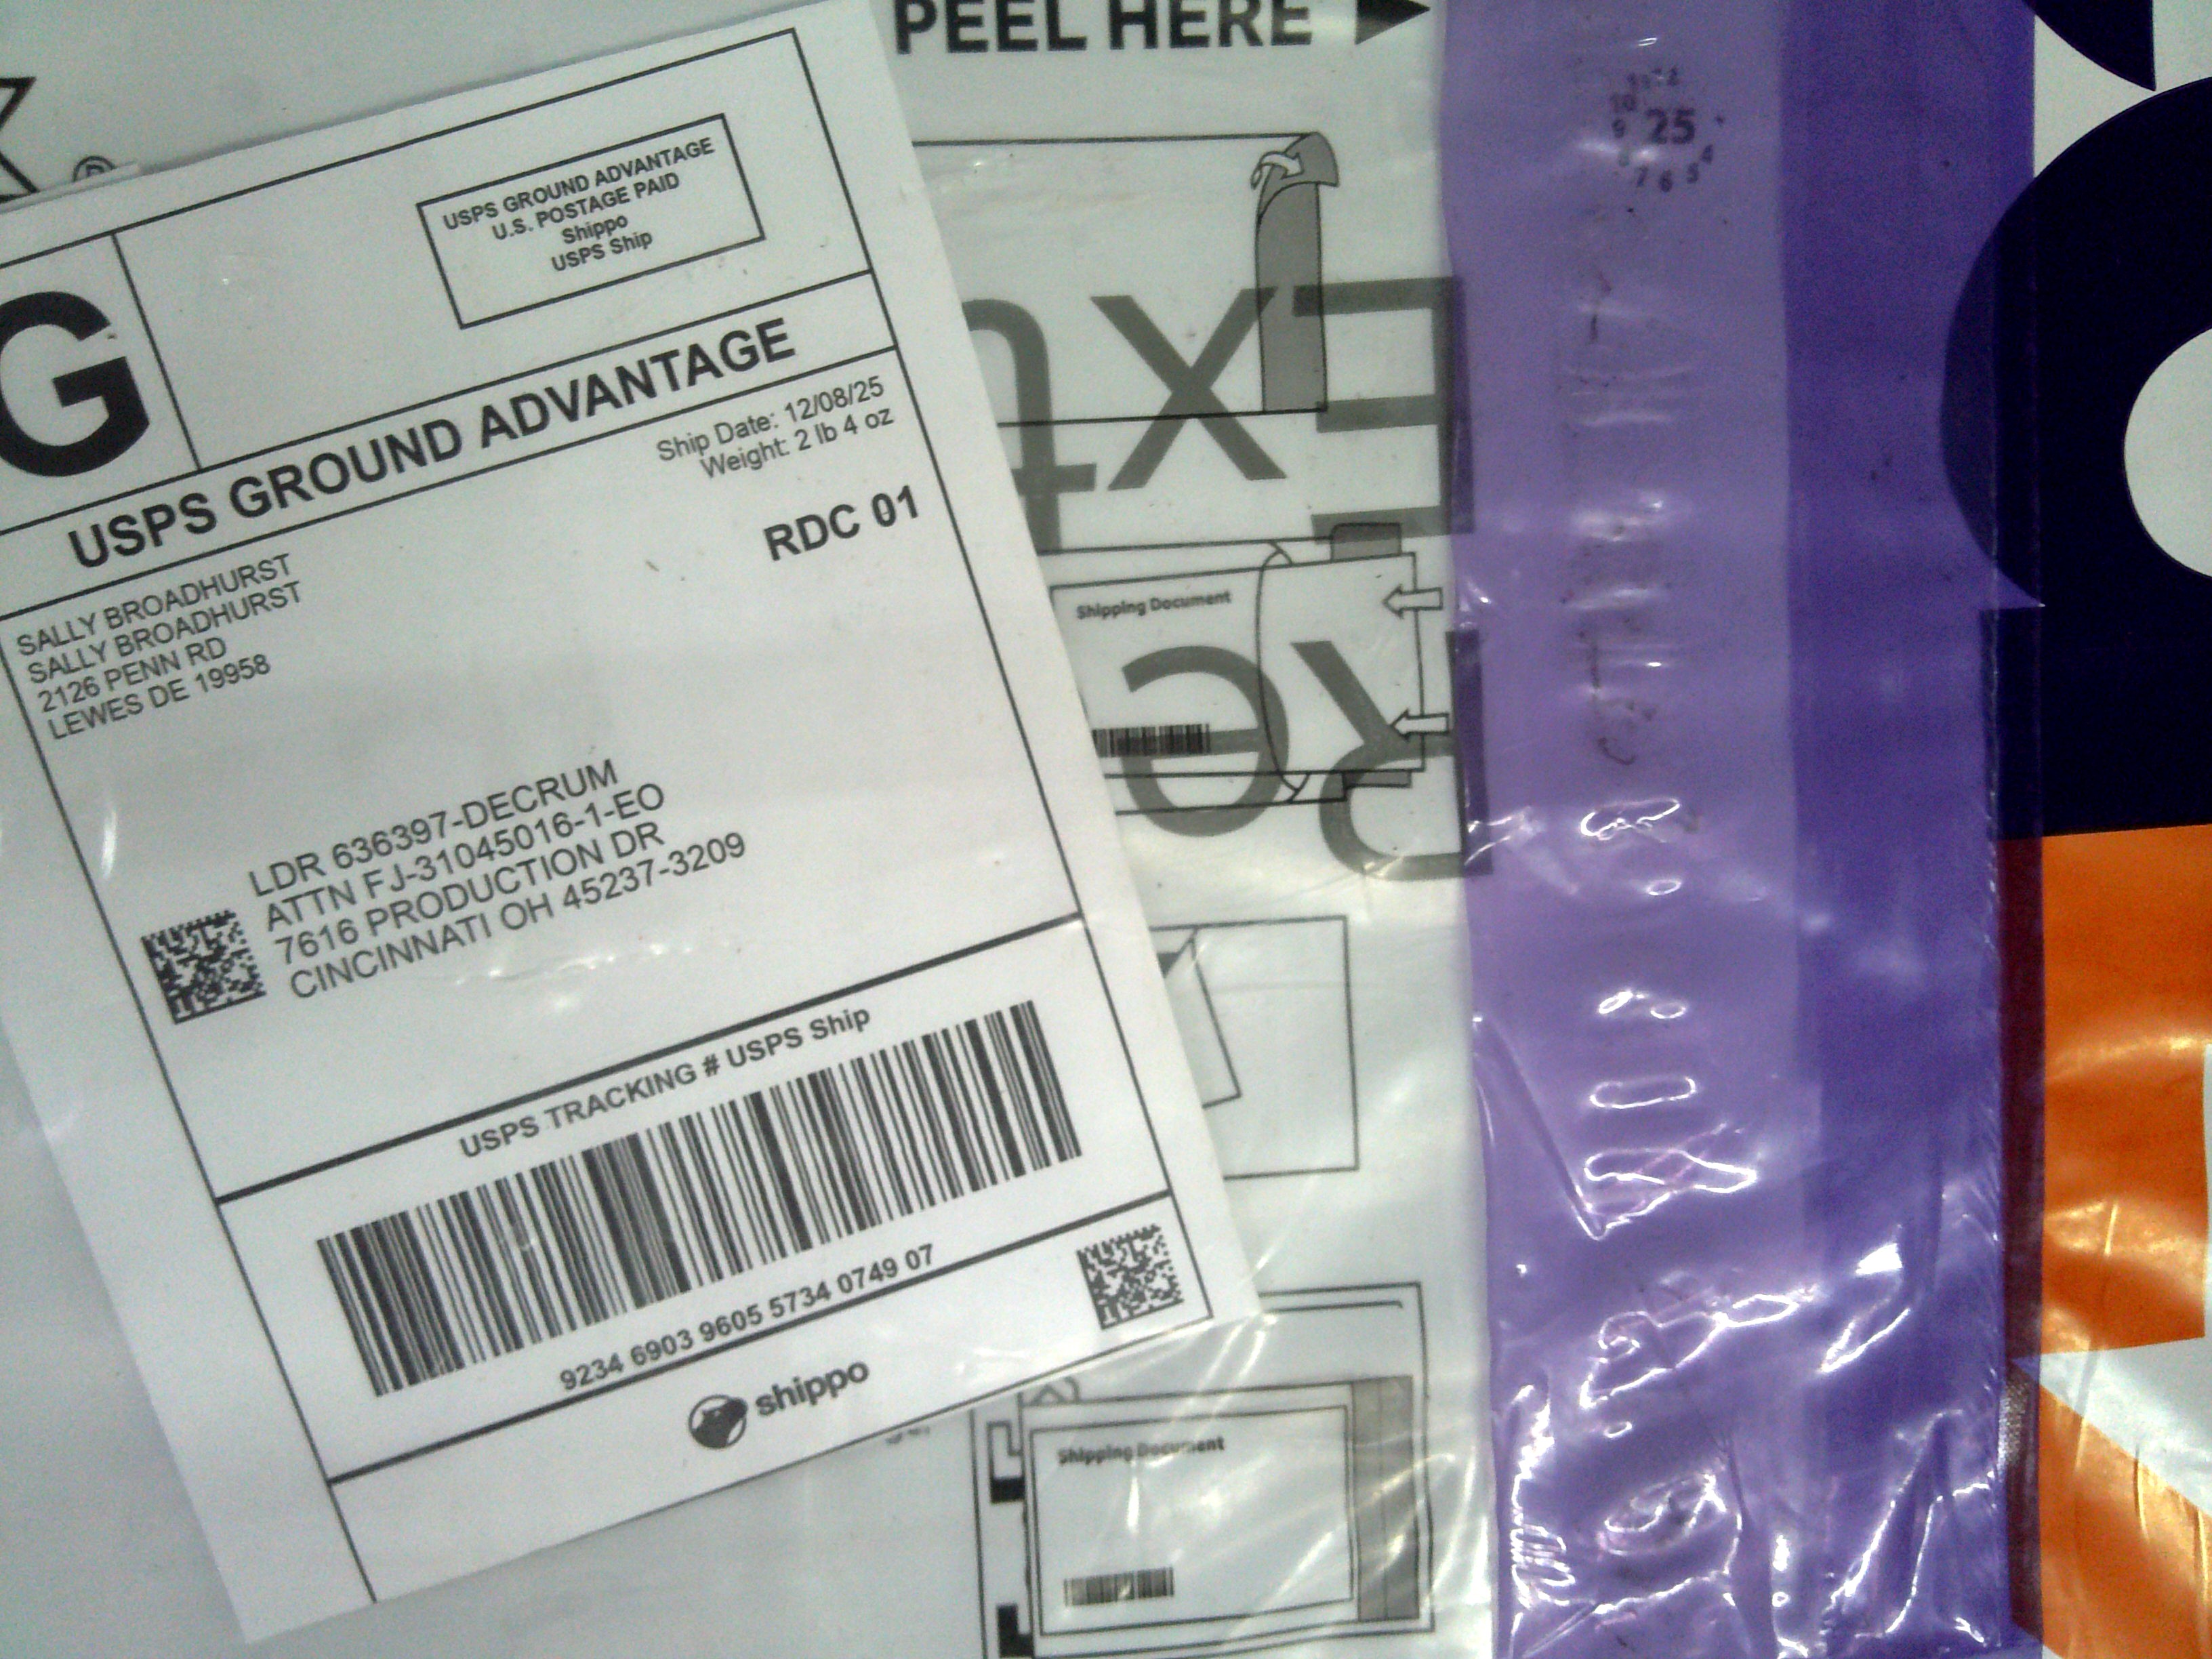 PEEL HERE
G
USPS GROUND ADVANTAGE
U.S. POSTAGE PAID
Shippo
USPS Ship
USPS GROUND ADVANTAGE
Ship Date: 12/08/25
Weight: 2 lb 4 oz
RDC 01
SALLY BROADHURST
SALLY BROADHURST
2126 PENN RD
LEWES DE 19958
LDR 636397-DECRUM
ATTN FJ-31045016-1-EO
7616 PRODUCTION DR
CINCINNATI OH 45237-3209
USPS TRACKING # USPS Ship
9234 6903 9605 5734 0749 07
shippo
Shipping Document
Shipping Document
Ext
Re
25